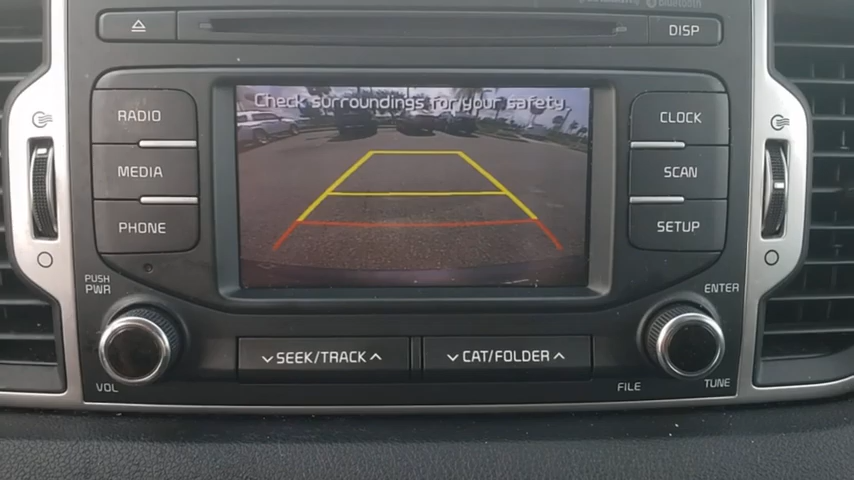 Bluetooth
DISP
Check surroundings for your safety.
RADIO
CLOCK
MEDIA
SCAN
PHONE
SETUP
PUSH
PWR
ENTER
SEEK/TRACK
CAT/FOLDER
VOL
FILE
TUNE